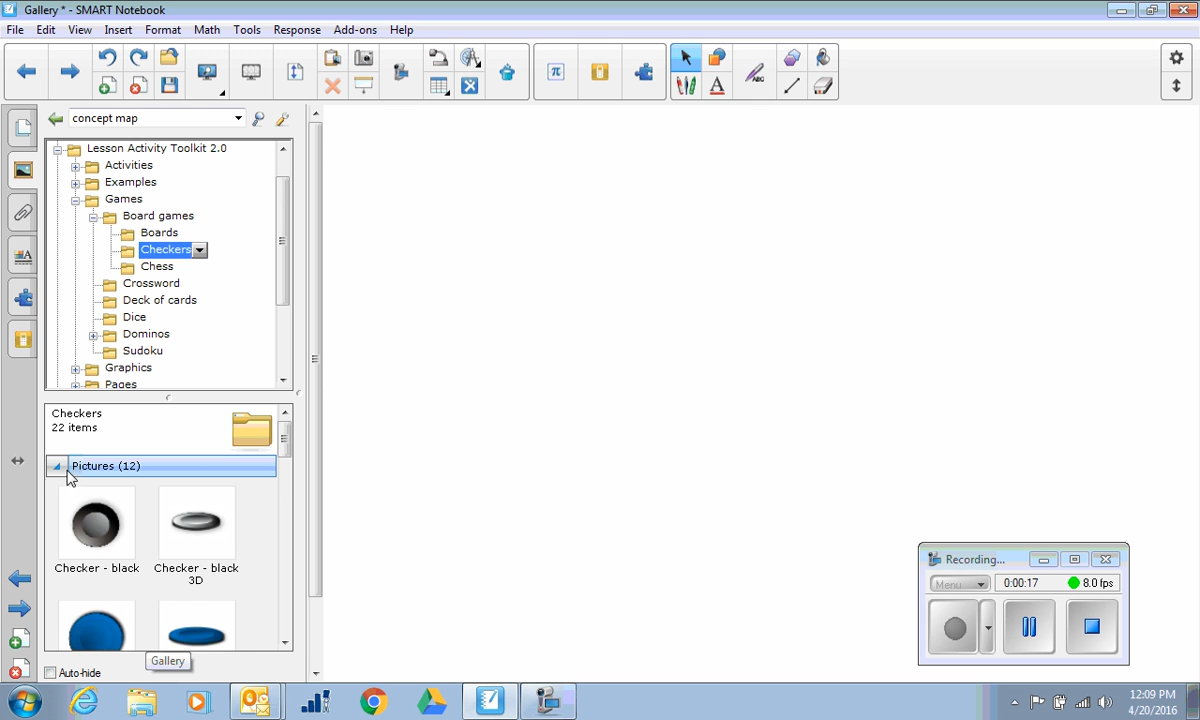 Gallery * - SMART Notebook
File Edit View Insert Format Math Tools Response Add-ons Help
π
ABC
A
concept map
Lesson Activity Toolkit 2.0
Activities
Examples
Games
Board games
Boards
Checkers
Chess
Crossword
Deck of cards
Dice
Dominos
Sudoku
Graphics
Pages
Checkers
22 items
Pictures (12)
Checker - black
Checker - black
3D
Gallery
Auto-hide
Recording...
Menu
0:00:17
8.0 fps
12:09 PM
4/20/2016